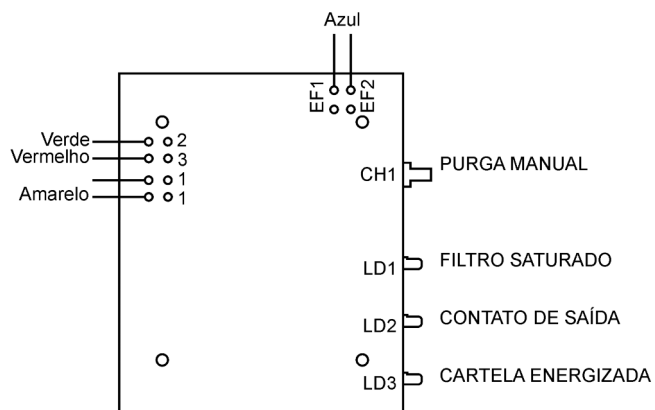 Azul
EF1 EF2
Verde 2
Vermelho 3
1
Amarelo 1
CH1 PURGA MANUAL
LD1 FILTRO SATURADO
LD2 CONTATO DE SAÍDA
LD3 CARTELA ENERGIZADA